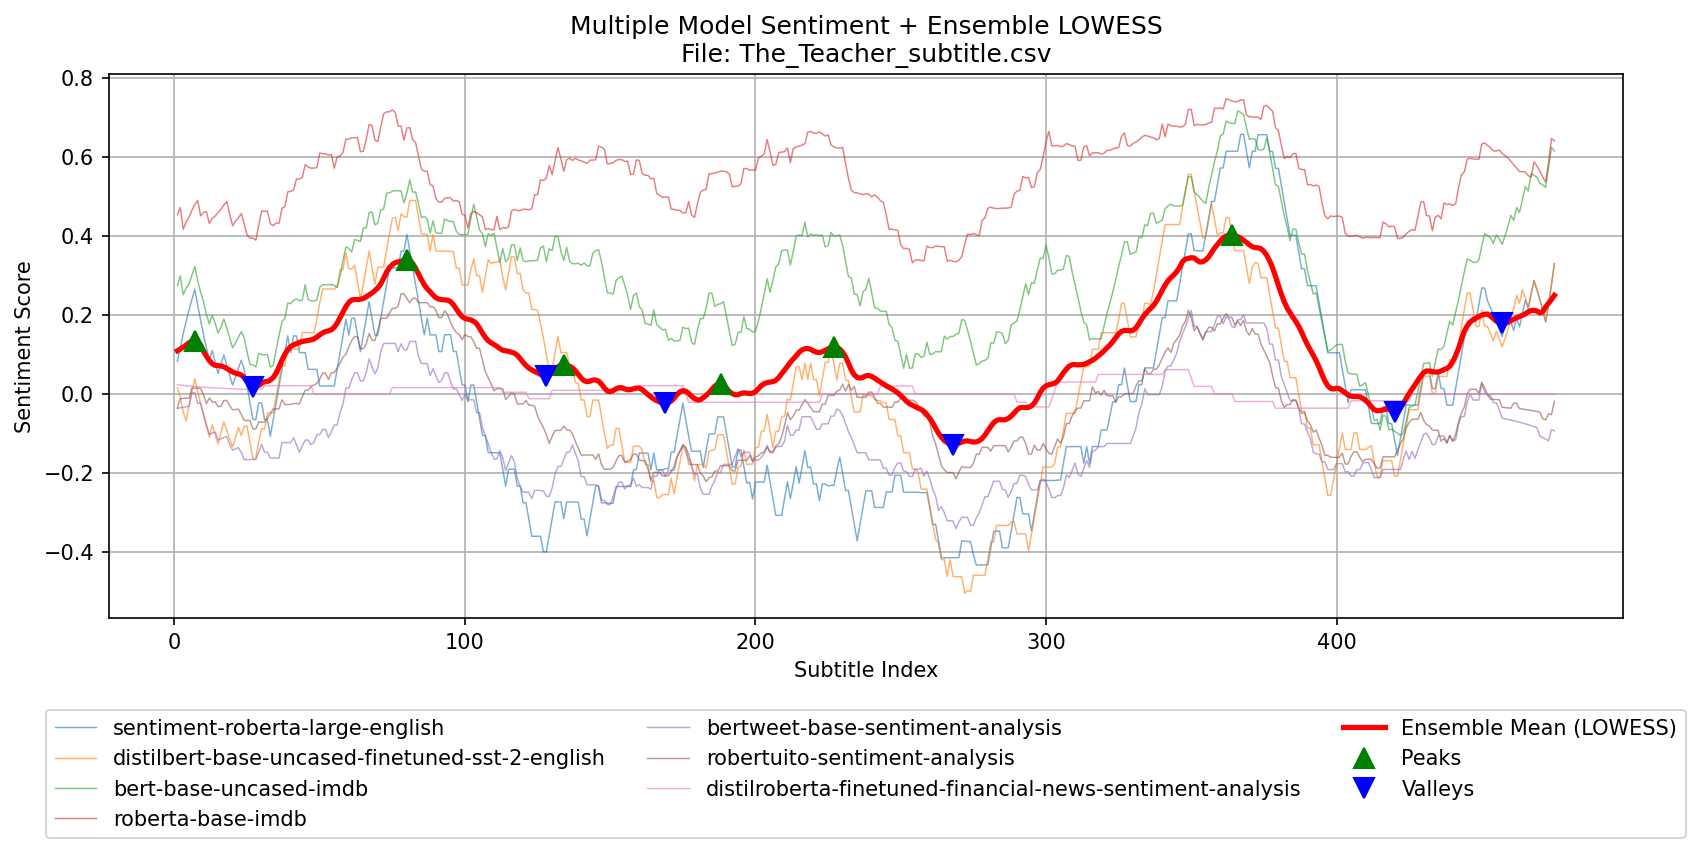 Multiple Model Sentiment + Ensemble LOWESS
File: The_Teacher_subtitle.csv
Sentiment Score
0.8
0.6
0.4
0.2
0.0
−0.2
−0.4
0
100
200
300
400
Subtitle Index
sentiment-roberta-large-english
distilbert-base-uncased-finetuned-sst-2-english
bert-base-uncased-imdb
roberta-base-imdb
bertweet-base-sentiment-analysis
robertuito-sentiment-analysis
distilroberta-finetuned-financial-news-sentiment-analysis
Ensemble Mean (LOWESS)
Peaks
Valleys